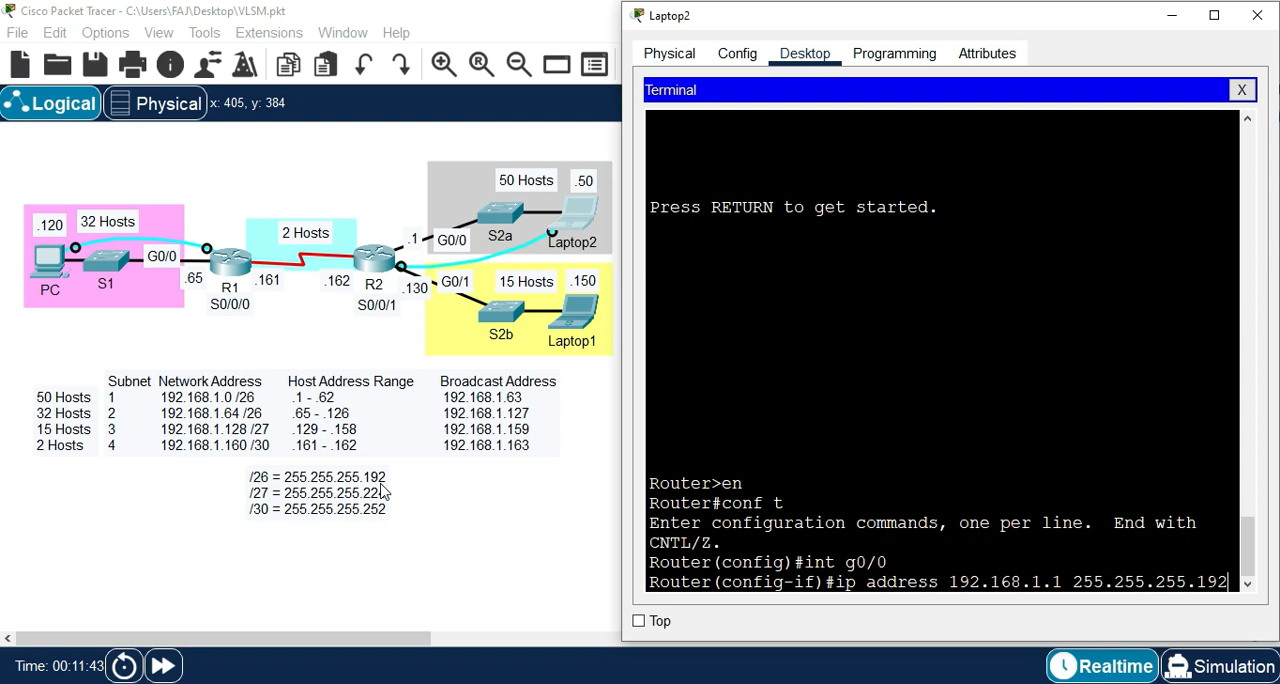 Cisco Packet Tracer - C:\Users\FAJ\Desktop\VLSM.pkt
File Edit Options View Tools Extensions Window Help
Logical Physical x: 405, y: 384
50 Hosts .50
.120 32 Hosts
2 Hosts
.1 G0/0 S2a Laptop2
G0/0
PC S1 .65 R1 .161 .162 R2 .130 G0/1 15 Hosts .150
S0/0/0 S0/0/1
S2b Laptop1
Subnet Network Address Host Address Range Broadcast Address
50 Hosts 1 192.168.1.0 /26 .1 - .62 192.168.1.63
32 Hosts 2 192.168.1.64 /26 .65 - .126 192.168.1.127
15 Hosts 3 192.168.1.128 /27 .129 - .158 192.168.1.159
2 Hosts 4 192.168.1.160 /30 .161 - .162 192.168.1.163
/26 = 255.255.255.192
/27 = 255.255.255.22
/30 = 255.255.255.252
Time: 00:11:43
Realtime Simulation
Laptop2
Physical Config Desktop Programming Attributes
Terminal X
Press RETURN to get started.
Router>en
Router#conf t
Enter configuration commands, one per line. End with
CNTL/Z.
Router(config)#int g0/0
Router(config-if)#ip address 192.168.1.1 255.255.255.192
Top